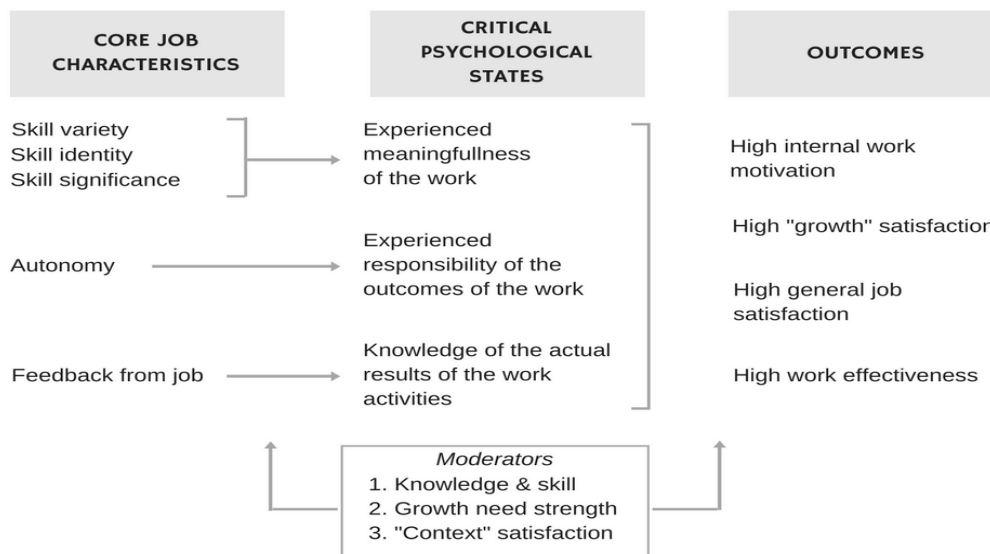 CORE JOB
CHARACTERISTICS
Skill variety
Skill identity
Skill significance
Autonomy
Feedback from job
CRITICAL
PSYCHOLOGICAL
STATES
Experienced
meaningfullness
of the work
Experienced
responsibility of the
outcomes of the work
Knowledge of the actual
results of the work
activities
OUTCOMES
High internal work
motivation
High "growth" satisfaction
High general job
satisfaction
High work effectiveness
Moderators
1. Knowledge & skill
2. Growth need strength
3. "Context" satisfaction